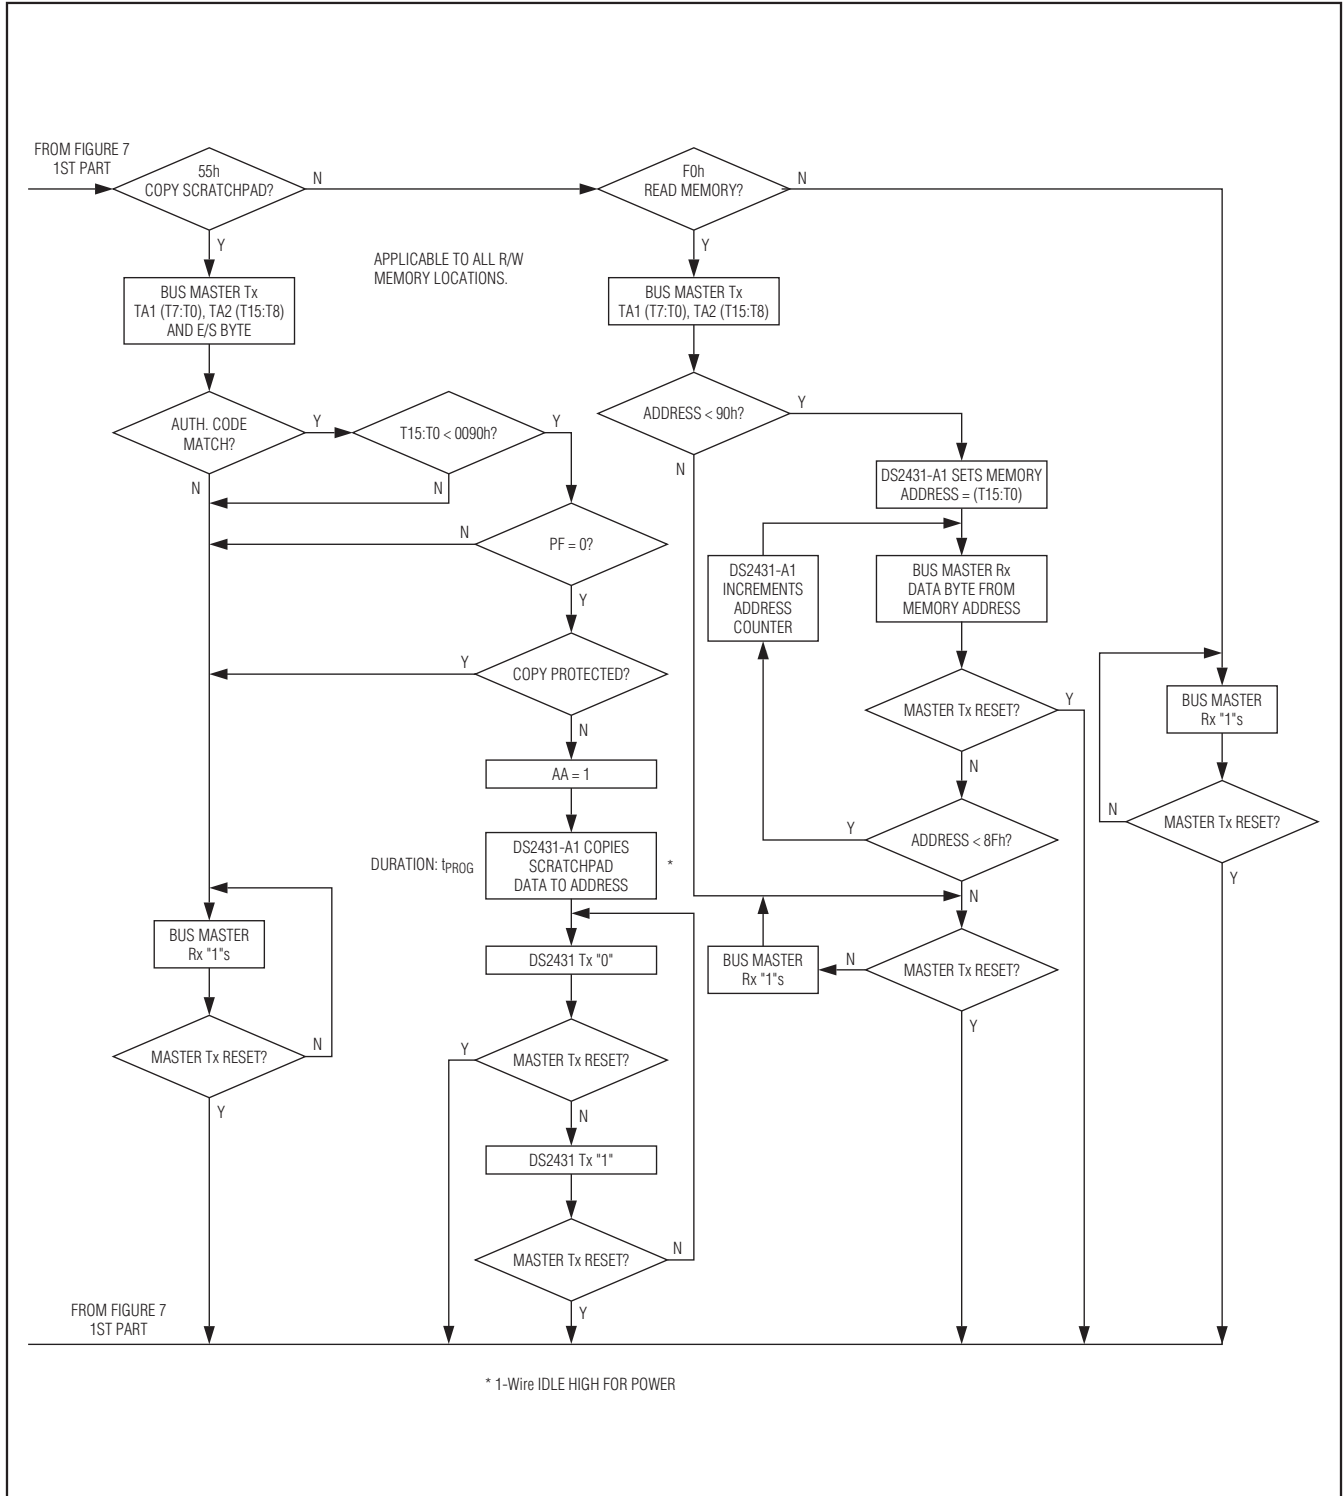 FROM FIGURE 7
1ST PART
55h
COPY SCRATCHPAD?
N
F0h
READ MEMORY?
N
Y
Y
APPLICABLE TO ALL R/W
MEMORY LOCATIONS.
BUS MASTER Tx
TA1 (T7:T0), TA2 (T15:T8)
AND E/S BYTE
BUS MASTER Tx
TA1 (T7:T0), TA2 (T15:T8)
AUTH. CODE
MATCH?
Y
T15:T0 < 0090h?
Y
ADDRESS < 90h?
Y
N
N
N
DS2431-A1 SETS MEMORY
ADDRESS = (T15:T0)
N
PF = 0?
Y
DS2431-A1
INCREMENTS
ADDRESS
COUNTER
BUS MASTER Rx
DATA BYTE FROM
MEMORY ADDRESS
Y
COPY PROTECTED?
N
MASTER Tx RESET?
Y
N
BUS MASTER
Rx "1"s
AA = 1
DURATION: tPROG
DS2431-A1 COPIES
SCRATCHPAD
DATA TO ADDRESS
*
Y
ADDRESS < 8Fh?
N
N
MASTER Tx RESET?
Y
BUS MASTER
Rx "1"s
DS2431 Tx "0"
BUS MASTER
Rx "1"s
N
MASTER Tx RESET?
Y
MASTER Tx RESET?
N
Y
Y
MASTER Tx RESET?
N
DS2431 Tx "1"
MASTER Tx RESET?
N
Y
FROM FIGURE 7
1ST PART
* 1-Wire IDLE HIGH FOR POWER